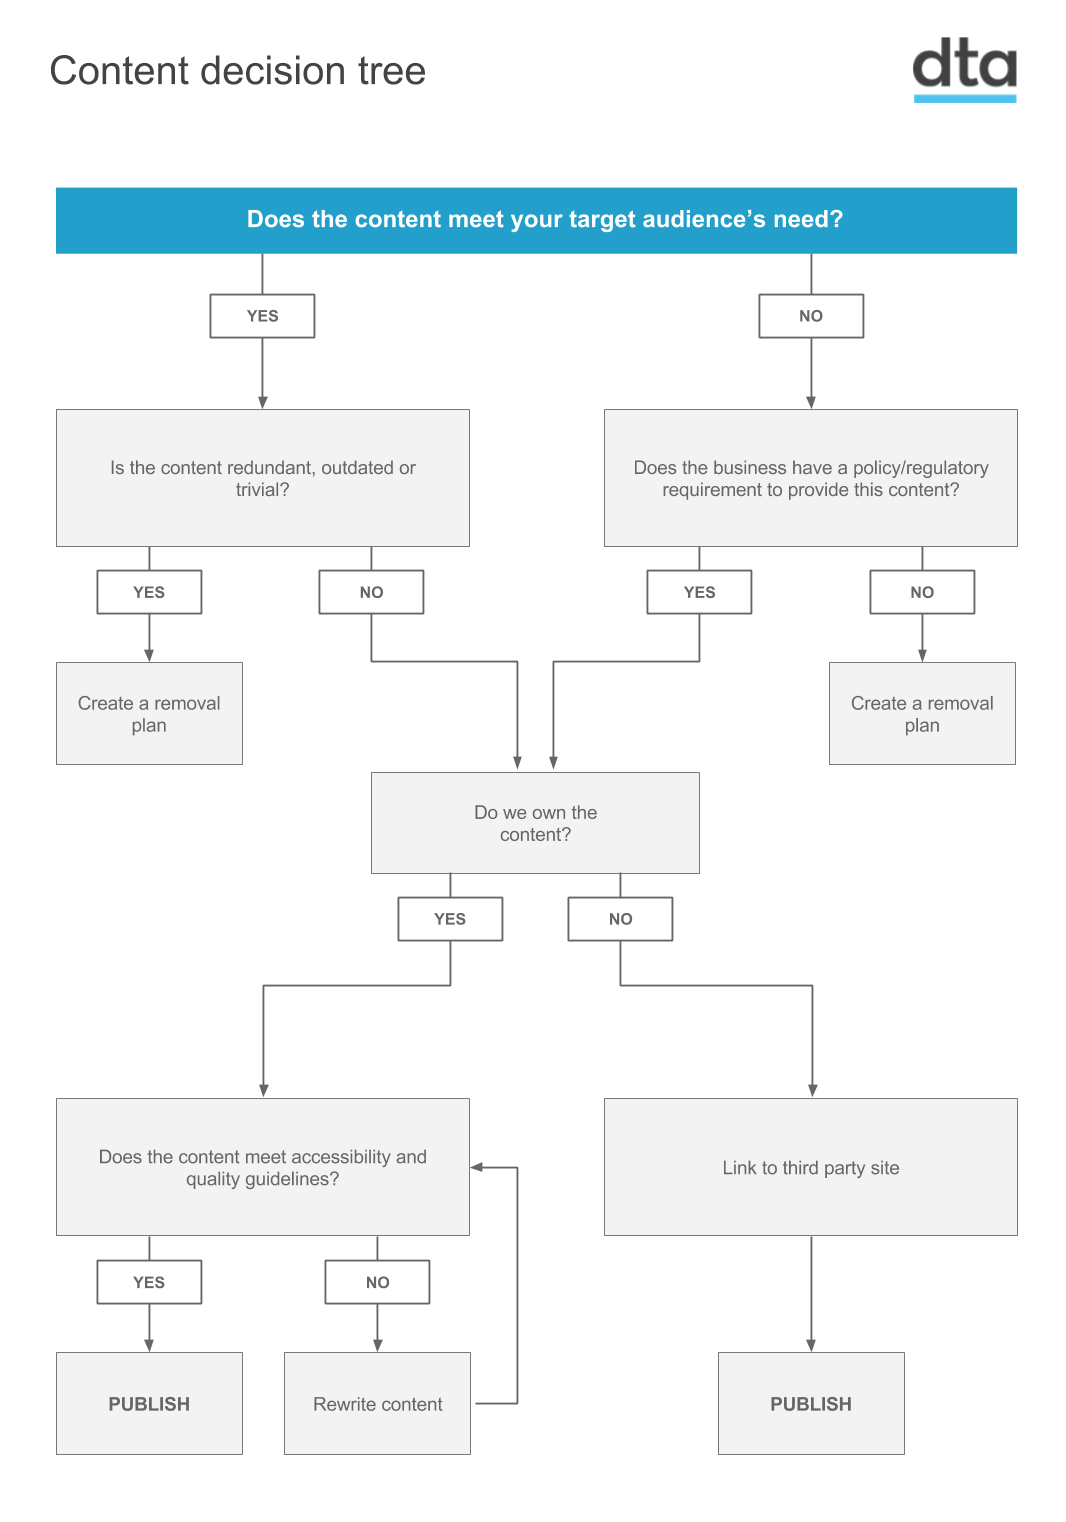 Content decision tree
dta
Does the content meet your target audience’s need?
YES
NO
Is the content redundant, outdated or
trivial?
Does the business have a policy/regulatory
requirement to provide this content?
YES
NO
YES
NO
Create a removal
plan
Create a removal
plan
Do we own the
content?
YES
NO
Does the content meet accessibility and
quality guidelines?
Link to third party site
YES
NO
PUBLISH
Rewrite content
PUBLISH